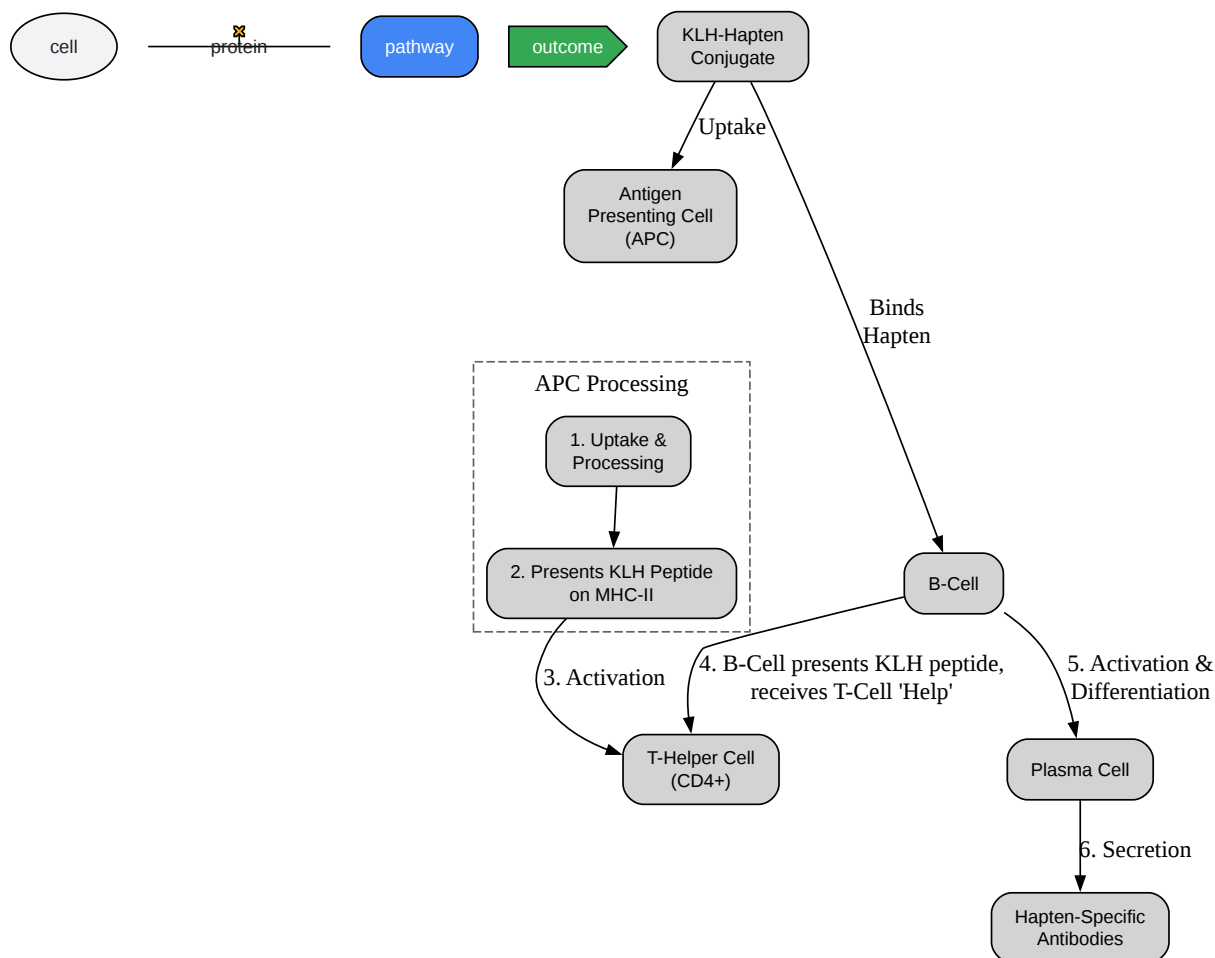 cell
protein
pathway
outcome
KLH-Hapten
Conjugate
Uptake
Antigen
Presenting Cell
(APC)
Binds
Hapten
APC Processing
1. Uptake &
Processing
2. Presents KLH Peptide
on MHC-II
B-Cell
3. Activation
4. B-Cell presents KLH peptide,
receives T-Cell 'Help'
5. Activation &
Differentiation
T-Helper Cell
(CD4+)
Plasma Cell
6. Secretion
Hapten-Specific
Antibodies